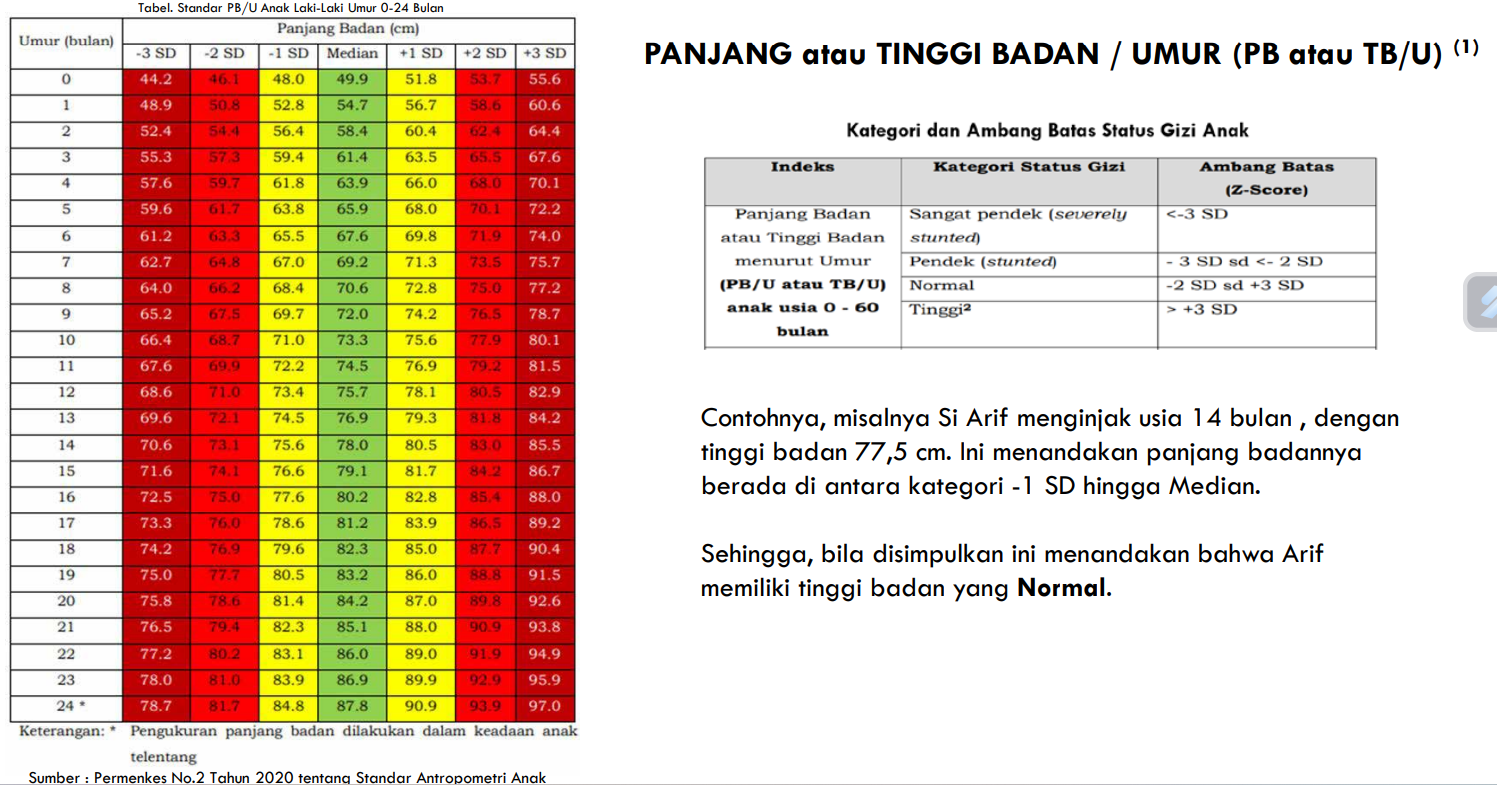 Tabel. Standar PB/U Anak Laki-Laki Umur 0-24 Bulan
Umur (bulan) Panjang Badan (cm)
-3 SD -2 SD -1 SD Median +1 SD +2 SD +3 SD
0 44.2 46.1 48.0 49.9 51.8 53.7 55.6
1 48.9 50.8 52.8 54.7 56.7 58.6 60.6
2 52.4 54.4 56.4 58.4 60.4 62.4 64.4
3 55.3 57.3 59.4 61.4 63.5 65.5 67.6
4 57.6 59.7 61.8 63.9 66.0 68.0 70.1
5 59.6 61.7 63.8 65.9 68.0 70.1 72.2
6 61.2 63.3 65.5 67.6 69.8 71.9 74.0
7 62.7 64.8 67.0 69.2 71.3 73.5 75.7
8 64.0 66.2 68.4 70.6 72.8 75.0 77.2
9 65.2 67.5 69.7 72.0 74.2 76.5 78.7
10 66.4 68.7 71.0 73.3 75.6 77.9 80.1
11 67.6 69.9 72.2 74.5 76.9 79.2 81.5
12 68.6 71.0 73.4 75.7 78.1 80.5 82.9
13 69.6 72.1 74.5 76.9 79.3 81.8 84.2
14 70.6 73.1 75.6 78.0 80.5 83.0 85.5
15 71.6 74.1 76.6 79.1 81.7 84.2 86.7
16 72.5 75.0 77.6 80.2 82.8 85.4 88.0
17 73.3 76.0 78.6 81.2 83.9 86.5 89.2
18 74.2 76.9 79.6 82.3 85.0 87.7 90.4
19 75.0 77.7 80.5 83.2 86.0 88.8 91.5
20 75.8 78.6 81.4 84.2 87.0 89.8 92.6
21 76.5 79.4 82.3 85.1 88.0 90.9 93.8
22 77.2 80.2 83.1 86.0 89.0 91.9 94.9
23 78.0 81.0 83.9 86.9 89.9 92.9 95.9
24 * 78.7 81.7 84.8 87.8 90.9 93.9 97.0
Keterangan: * Pengukuran panjang badan dilakukan dalam keadaan anak
telentang
Sumber : Permenkes No.2 Tahun 2020 tentang Standar Antropometri Anak
PANJANG atau TINGGI BADAN / UMUR (PB atau TB/U) (1)
Kategori dan Ambang Batas Status Gizi Anak
Indeks Kategori Status Gizi Ambang Batas
(Z-Score)
Panjang Badan Sangat pendek (severely <-3 SD
atau Tinggi Badan stunted)
menurut Umur Pendek (stunted) - 3 SD sd <- 2 SD
(PB/U atau TB/U) Normal -2 SD sd +3 SD
anak usia 0 - 60 Tinggi² > +3 SD
bulan
Contohnya, misalnya Si Arif menginjak usia 14 bulan , dengan
tinggi badan 77,5 cm. Ini menandakan panjang badannya
berada di antara kategori -1 SD hingga Median.
Sehingga, bila disimpulkan ini menandakan bahwa Arif
memiliki tinggi badan yang Normal.